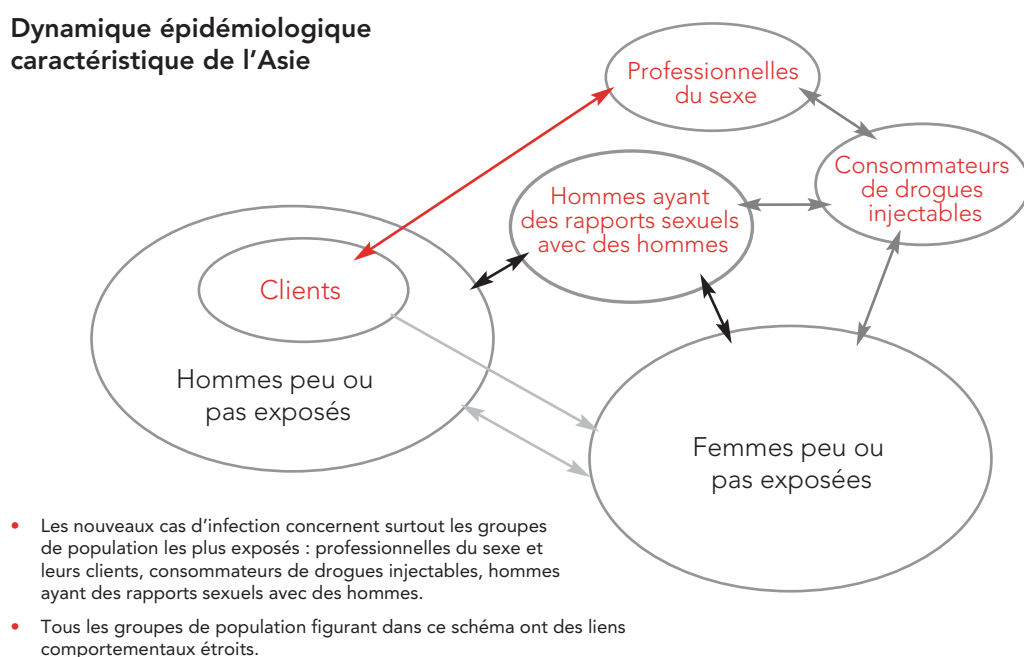 Dynamique épidémiologique
caractéristique de l'Asie
Professionnelles
du sexe
Consommateurs
de drogues
injectables
Hommes ayant
des rapports sexuels
avec des hommes
Clients
Hommes peu ou
pas exposés
Femmes peu ou
pas exposées
• Les nouveaux cas d'infection concernent surtout les groupes
de population les plus exposés : professionnelles du sexe et
leurs clients, consommateurs de drogues injectables, hommes
ayant des rapports sexuels avec des hommes.
• Tous les groupes de population figurant dans ce schéma ont des liens
comportementaux étroits.